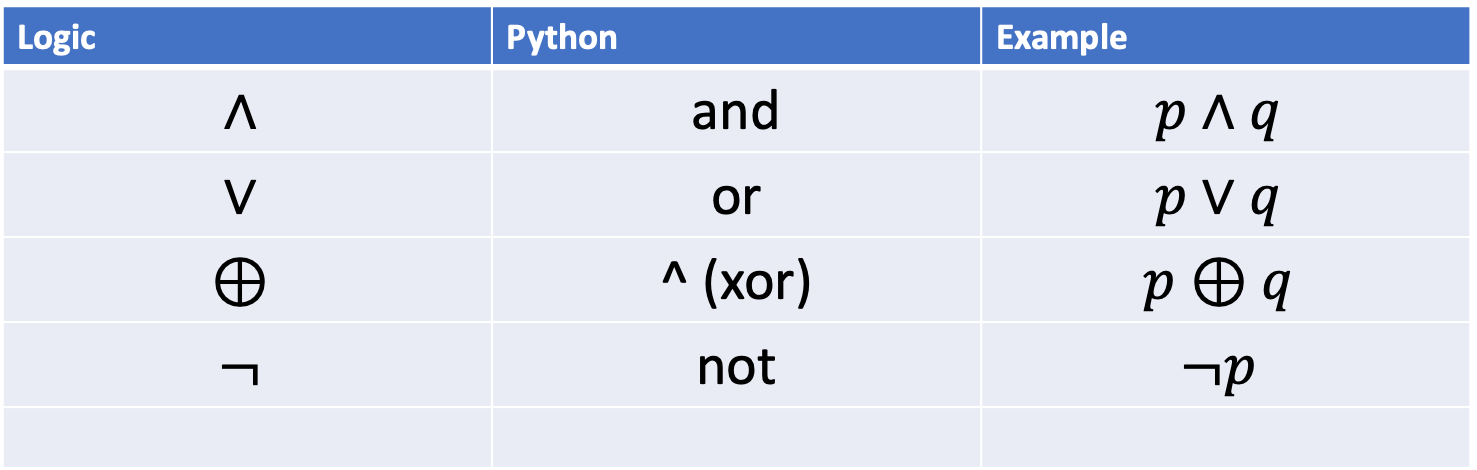 Logic Python Example
∧ and p ∧ q
∨ or p ∨ q
⊕ ^ (xor) p ⊕ q
¬ not ¬p